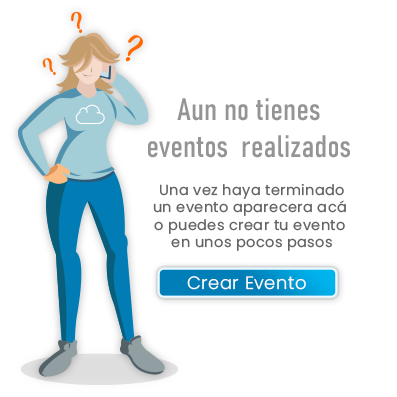 Aun no tienes
eventos realizados
Una vez haya terminado
un evento aparecera acá
o puedes crear tu evento
en unos pocos pasos
Crear Evento